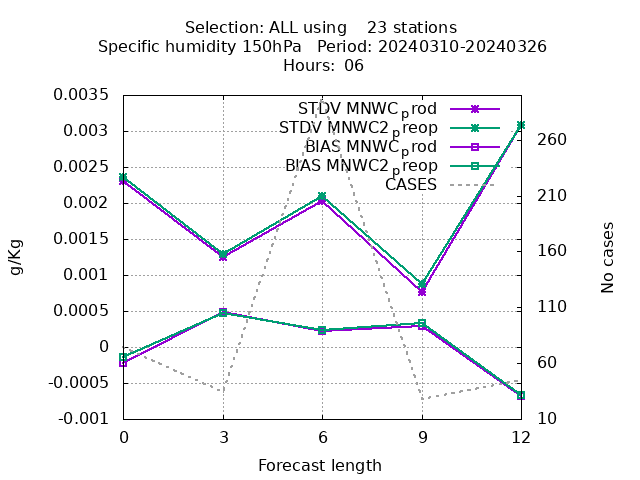 Selection: ALL using    23 stations
Specific humidity 150hPa   Period: 20240310-20240326
Hours:  06
0.0035
0.003
0.0025
0.002
0.0015
0.001
0.0005
0
-0.0005
-0.001
g/Kg
STDV MNWC_prod
STDV MNWC2_preop
BIAS MNWC_prod
BIAS MNWC2_preop
CASES
260
210
160
110
60
10
No cases
0 3 6 9 12
Forecast length